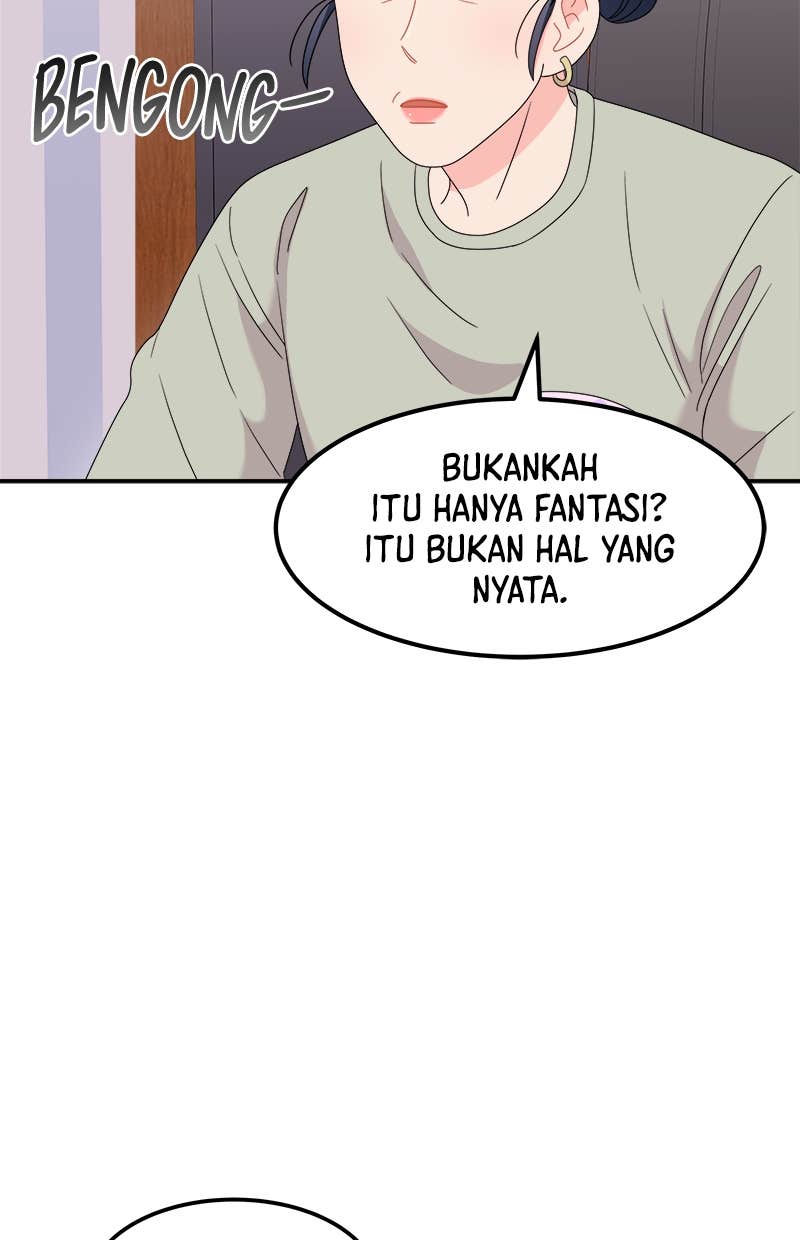 BENGONG—
BUKANKAH
ITU HANYA FANTASI?
ITU BUKAN HAL YANG
NYATA.